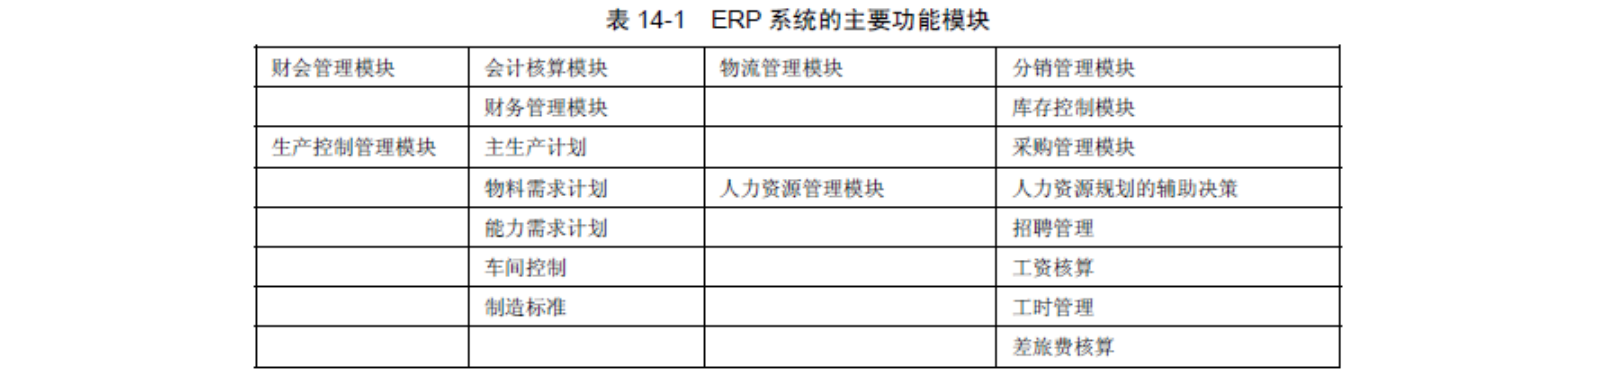 表 14-1 ERP 系统的主要功能模块
财会管理模块 会计核算模块 物流管理模块 分销管理模块
财务管理模块 库存控制模块
生产控制管理模块 主生产计划 采购管理模块
物料需求计划 人力资源管理模块 人力资源规划的辅助决策
能力需求计划 招聘管理
车间控制 工资核算
制造标准 工时管理
差旅费核算